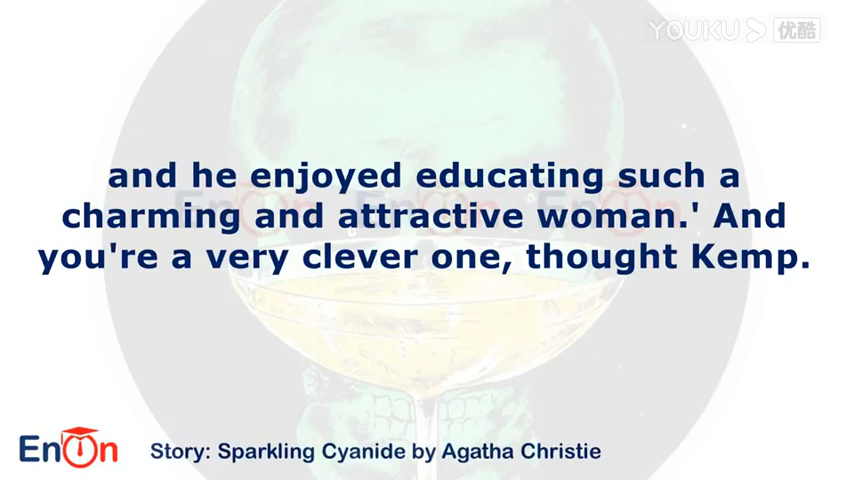 YOUKU 优酷
and he enjoyed educating such a
charming and attractive woman.' And
you're a very clever one, thought Kemp.
EnOn
Story: Sparkling Cyanide by Agatha Christie